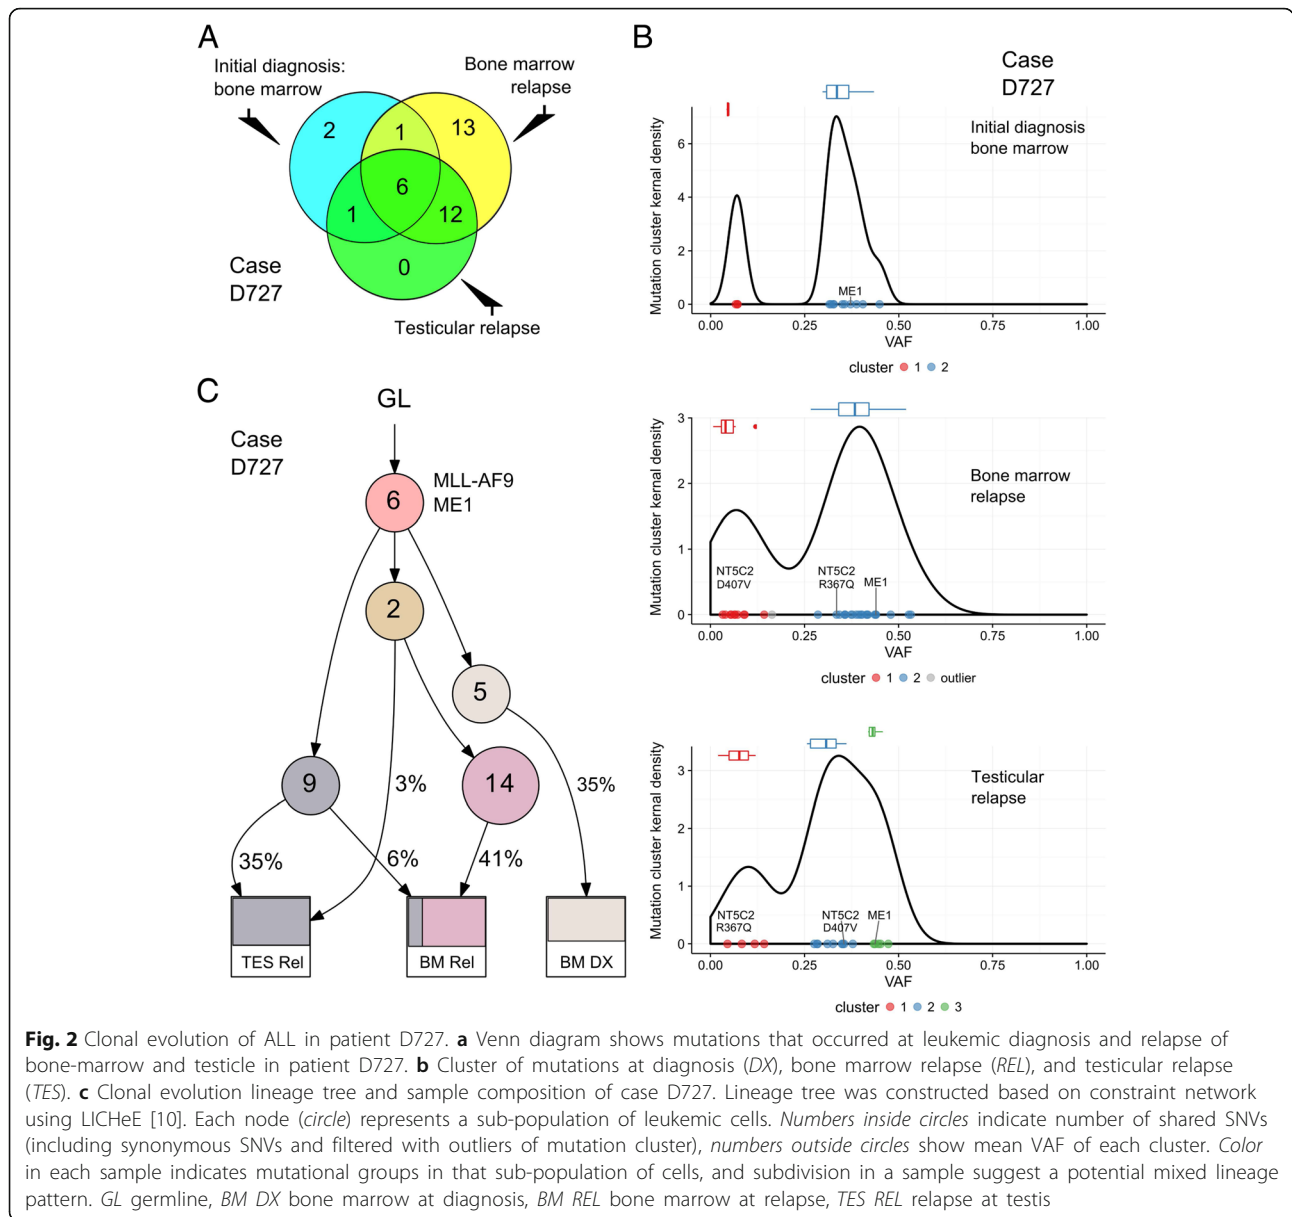 A
Initial diagnosis:
bone marrow
Bone marrow
relapse
2
1
13
6
1
12
0
Case
D727
Testicular relapse
B
Case
D727
Initial diagnosis
bone marrow
Mutation cluster kernal density
6
4
2
0
ME1
0.00 0.25 0.50 0.75 1.00
VAF
cluster 1 2
Bone marrow
relapse
Mutation cluster kernal density
3
2
1
0
NT5C2
D407V
NT5C2
R367Q
ME1
0.00 0.25 0.50 0.75 1.00
VAF
cluster 1 2 outlier
Testicular
relapse
Mutation cluster kernal density
3
2
1
0
NT5C2
R367Q
NT5C2
D407V
ME1
0.00 0.25 0.50 0.75 1.00
VAF
cluster 1 2 3
C
Case
D727
GL
6
MLL-AF9
ME1
2
5
9
14
3%
35%
35%
6%
41%
TES Rel
BM Rel
BM DX
Fig. 2 Clonal evolution of ALL in patient D727. a Venn diagram shows mutations that occurred at leukemic diagnosis and relapse of
bone-marrow and testicle in patient D727. b Cluster of mutations at diagnosis (DX), bone marrow relapse (REL), and testicular relapse
(TES). c Clonal evolution lineage tree and sample composition of case D727. Lineage tree was constructed based on constraint network
using LICHeE [10]. Each node (circle) represents a sub-population of leukemic cells. Numbers inside circles indicate number of shared SNVs
(including synonymous SNVs and filtered with outliers of mutation cluster), numbers outside circles show mean VAF of each cluster. Color
in each sample indicates mutational groups in that sub-population of cells, and subdivision in a sample suggest a potential mixed lineage
pattern. GL germline, BM DX bone marrow at diagnosis, BM REL bone marrow at relapse, TES REL relapse at testis